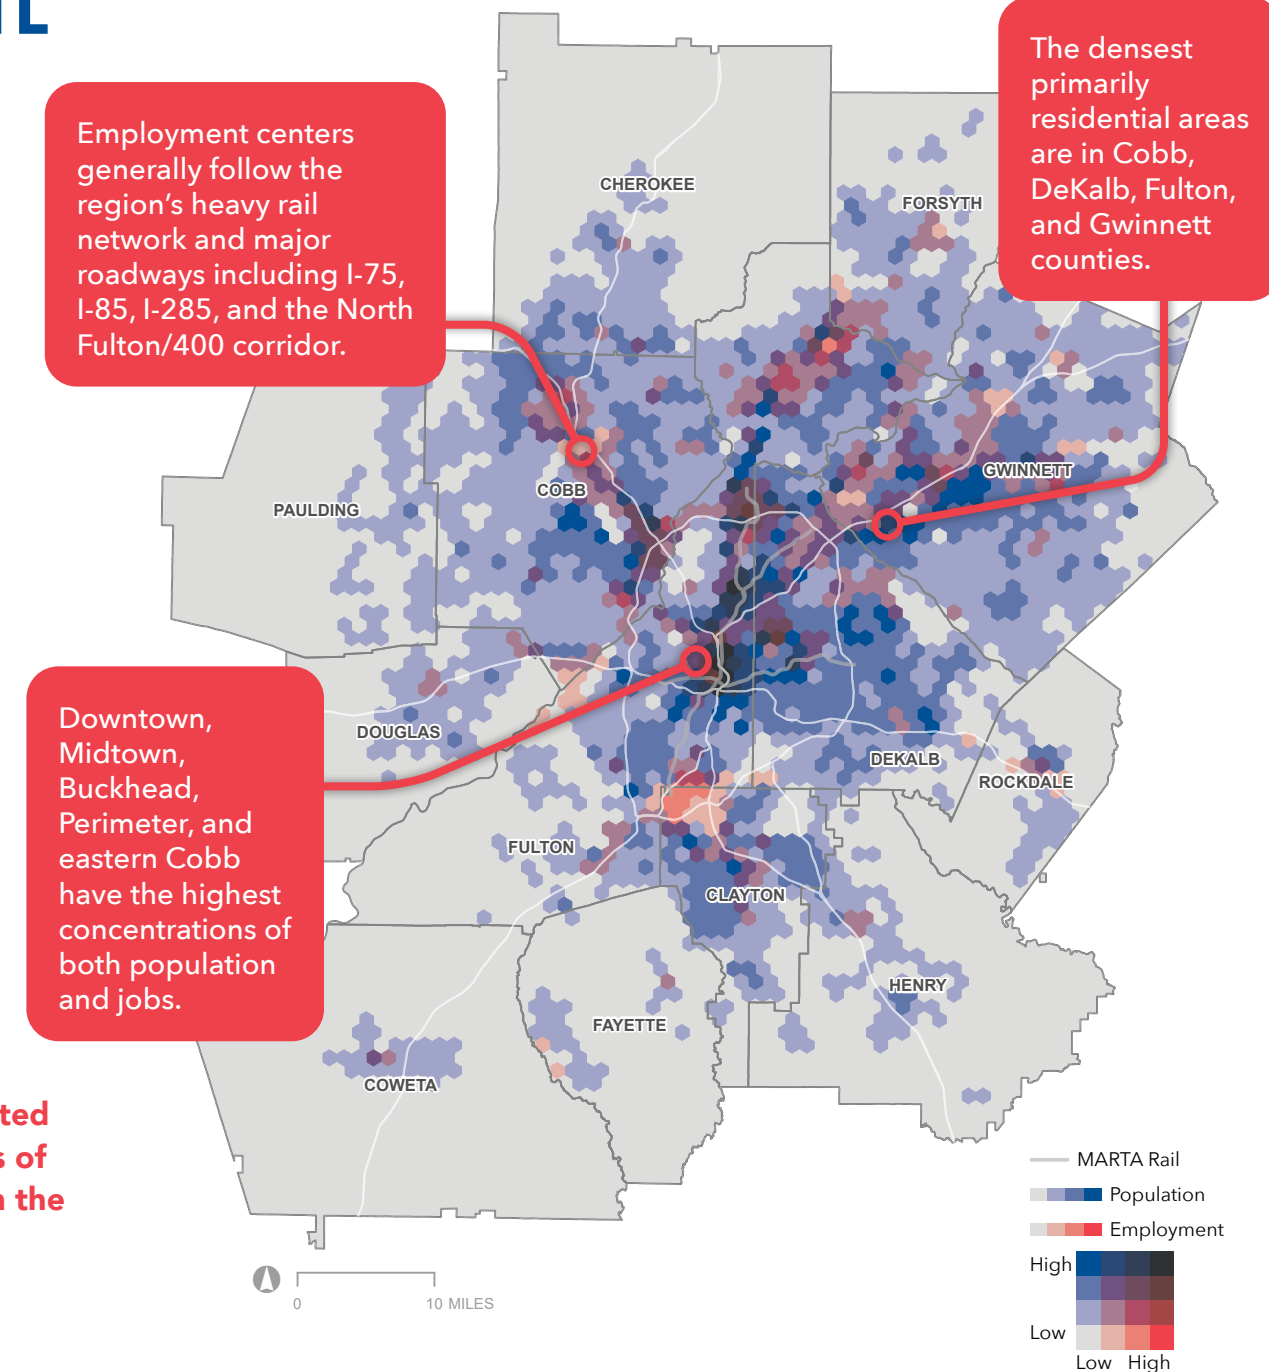 Employment centers
generally follow the
region's heavy rail
network and major
roadways including I-75,
I-85, I-285, and the North
Fulton/400 corridor.
The densest
primarily
residential areas
are in Cobb,
DeKalb, Fulton,
and Gwinnett
counties.
CHEROKEE
FORSYTH
COBB
GWINNETT
PAULDING
Downtown,
Midtown,
Buckhead,
Perimeter, and
eastern Cobb
have the highest
concentrations of
both population
and jobs.
DOUGLAS
DEKALB
ROCKDALE
FULTON
CLAYTON
HENRY
FAYETTE
COWETA
of
the
MARTA Rail
Population
Employment
High
Low
Low High
0 10 MILES